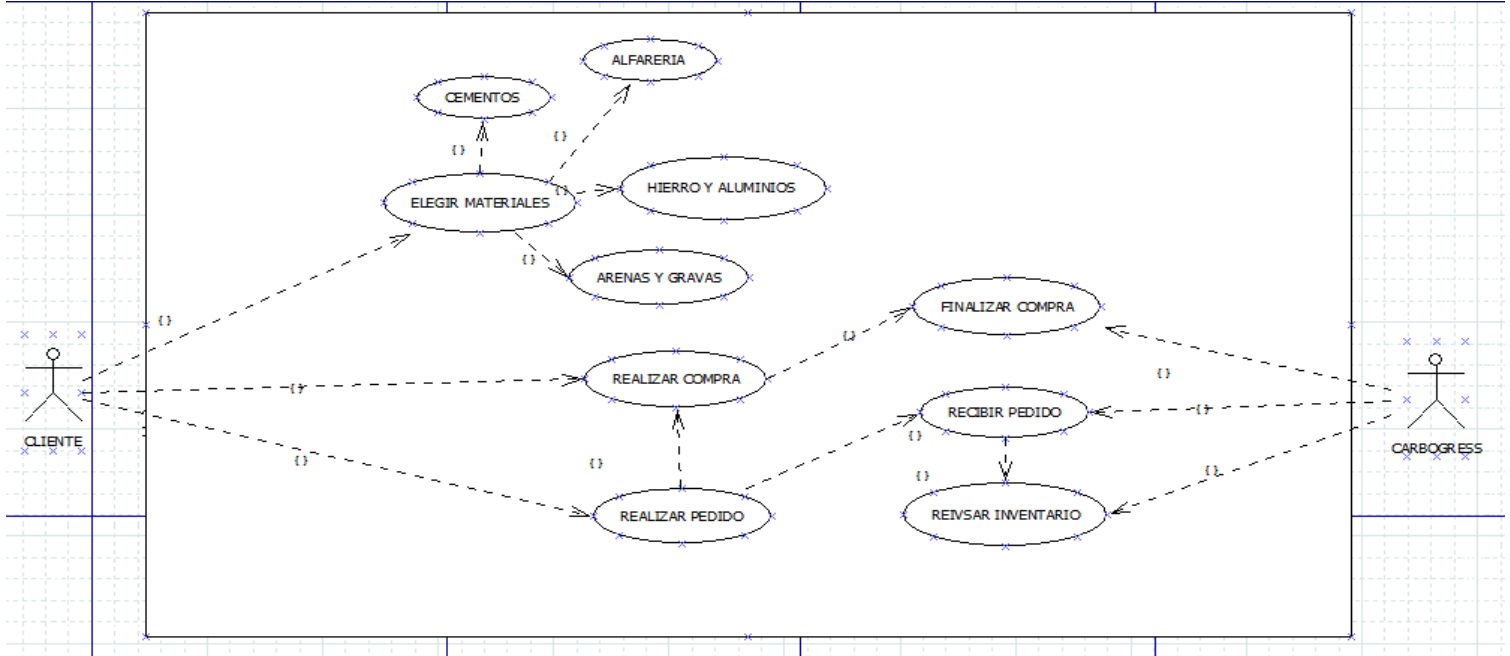 ALFARERIA
CEMENTOS
{ }
{ }
{ }
HIERRO Y ALUMINIOS
ELEGIR MATERIALES
{ }
ARENAS Y GRAVAS
FINALIZAR COMPRA
{ }
{ }
REALIZAR COMPRA
{ }
{ }
RECIBIR PEDIDO
{ }
CLIENTE
{ }
CARBOGRESS
{ }
{ }
{ }
{ }
REALIZAR PEDIDO
REIVSAR INVENTARIO